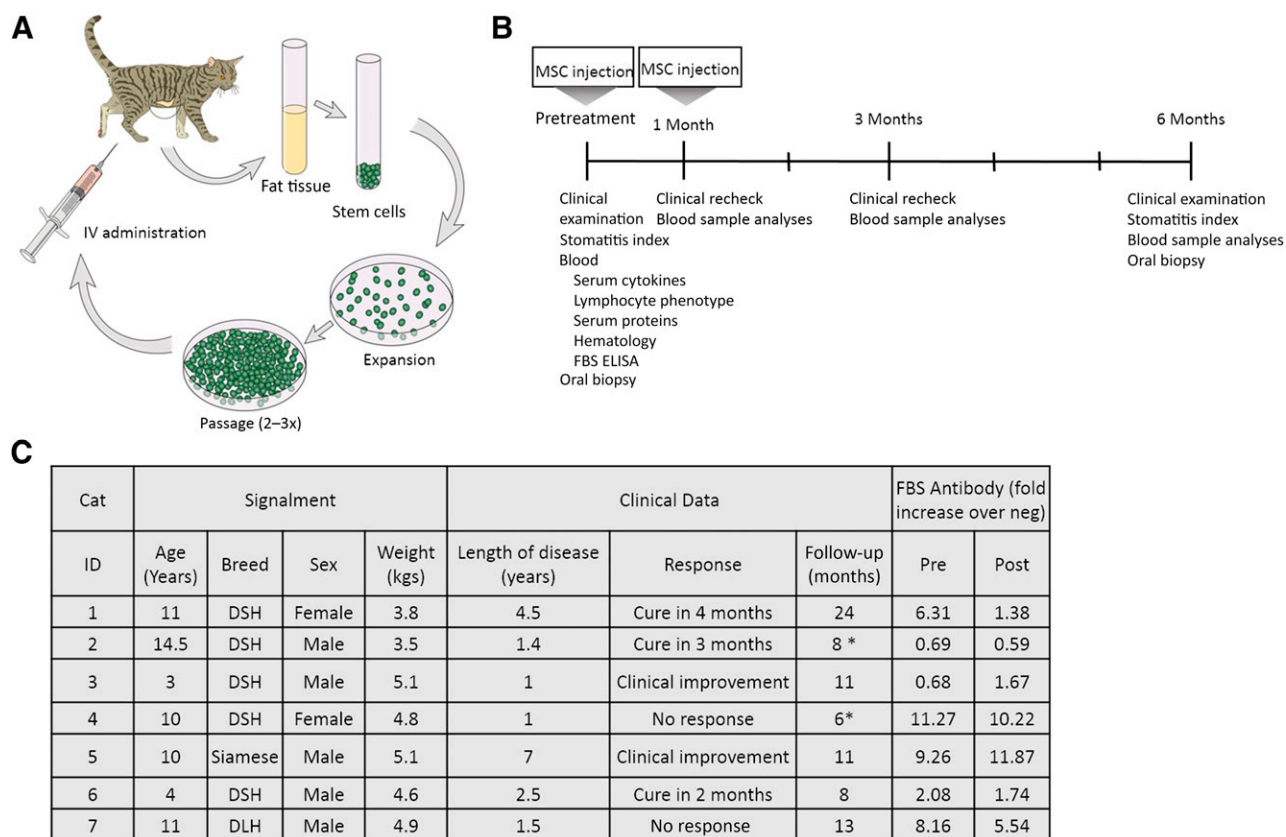 A
Fat tissue
Stem cells
IV administration
Expansion
Passage (2–3x)
B
MSC injection
MSC injection
Pretreatment
1 Month
3 Months
6 Months
Clinical
examination
Stomatitis index
Blood
Serum cytokines
Lymphocyte phenotype
Serum proteins
Hematology
FBS ELISA
Oral biopsy
Clinical recheck
Blood sample analyses
Clinical recheck
Blood sample analyses
Clinical examination
Stomatitis index
Blood sample analyses
Oral biopsy
C
Cat Signalment Clinical Data FBS Antibody (fold
increase over neg)
ID Age
(Years) Breed Sex Weight
(kgs) Length of disease
(years) Response Follow-up
(months) Pre Post
1 11 DSH Female 3.8 4.5 Cure in 4 months 24 6.31 1.38
2 14.5 DSH Male 3.5 1.4 Cure in 3 months 8 * 0.69 0.59
3 3 DSH Male 5.1 1 Clinical improvement 11 0.68 1.67
4 10 DSH Female 4.8 1 No response 6* 11.27 10.22
5 10 Siamese Male 5.1 7 Clinical improvement 11 9.26 11.87
6 4 DSH Male 4.6 2.5 Cure in 2 months 8 2.08 1.74
7 11 DLH Male 4.9 1.5 No response 13 8.16 5.54